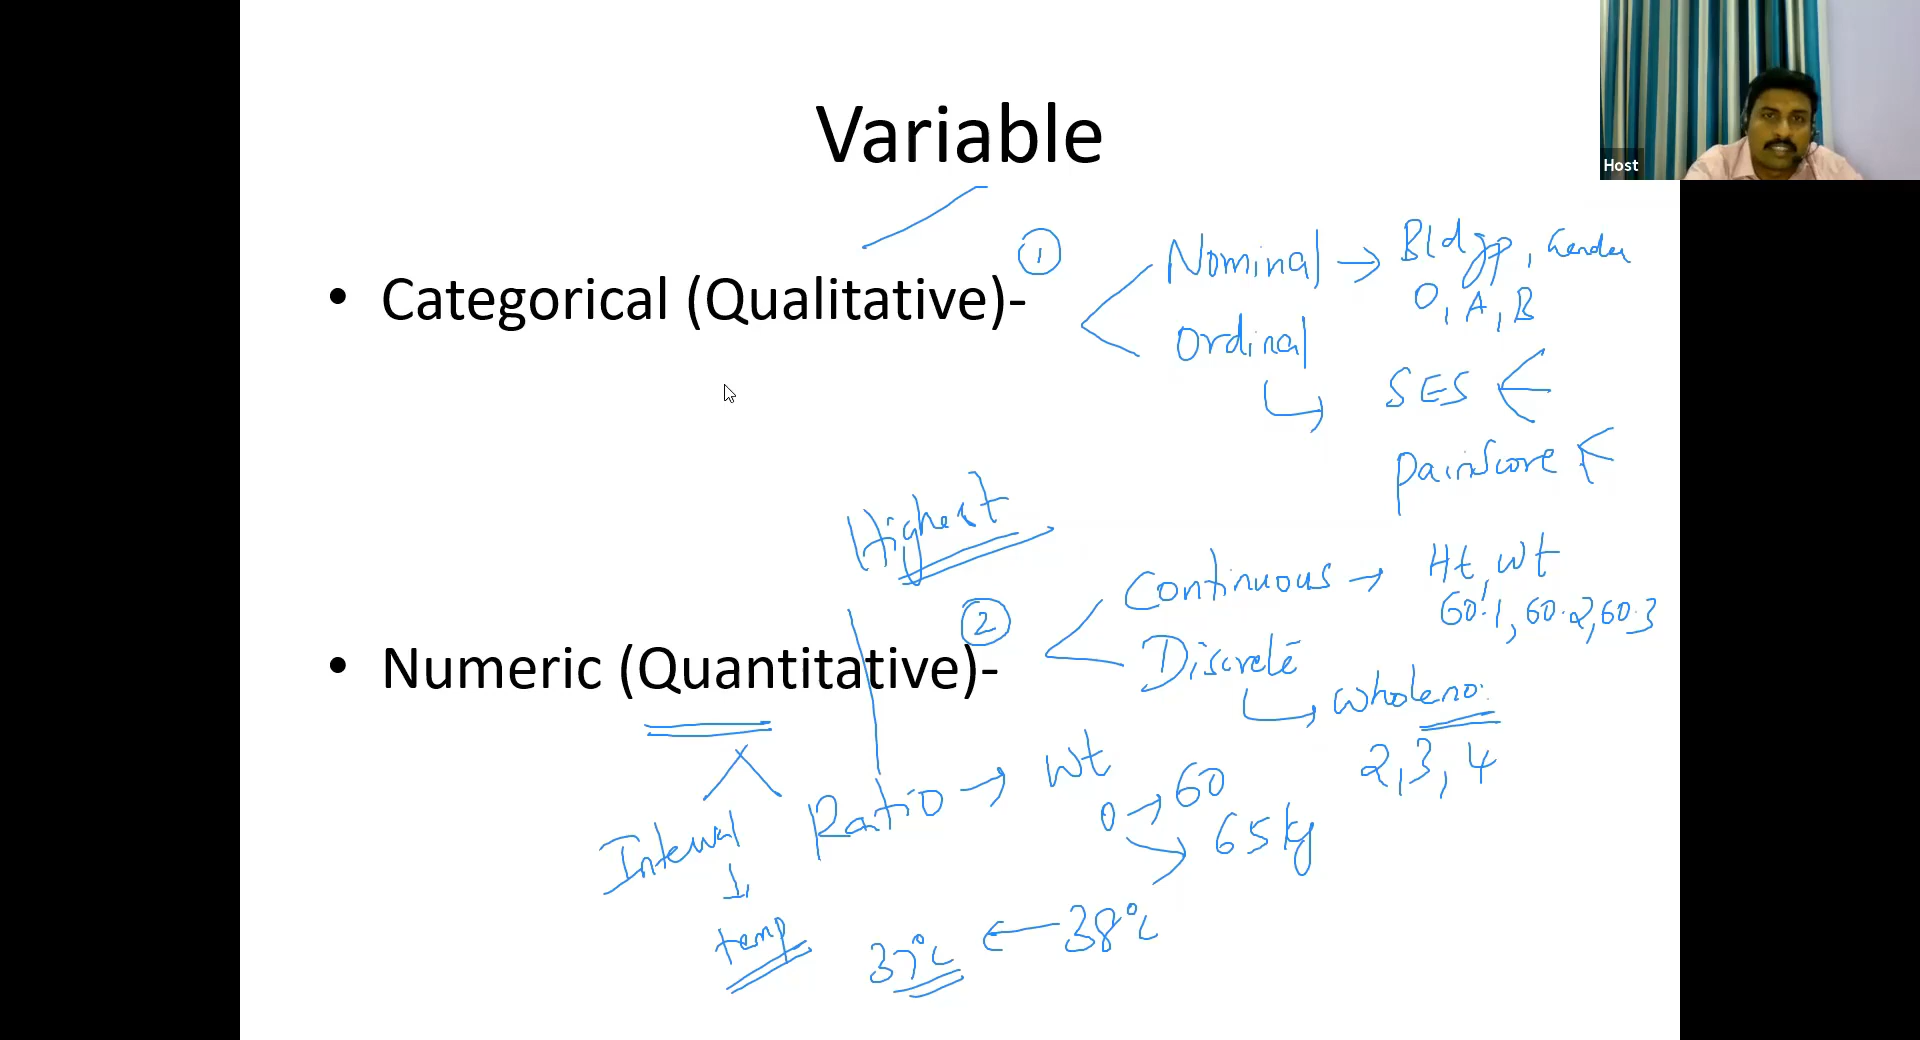 Host
Variable
① Nominal → Bldgp, Gender
O, A, B
• Categorical (Qualitative)-
Ordinal
SES
painScore
Highest
Continuous → Ht, wt
60.1, 60.2, 60.3
②
• Numeric (Quantitative)-
Discrete
wholeno.
2, 3, 4
Ratio → wt
0 → 60
65kg
Interval
temp
37°c ← 38°c